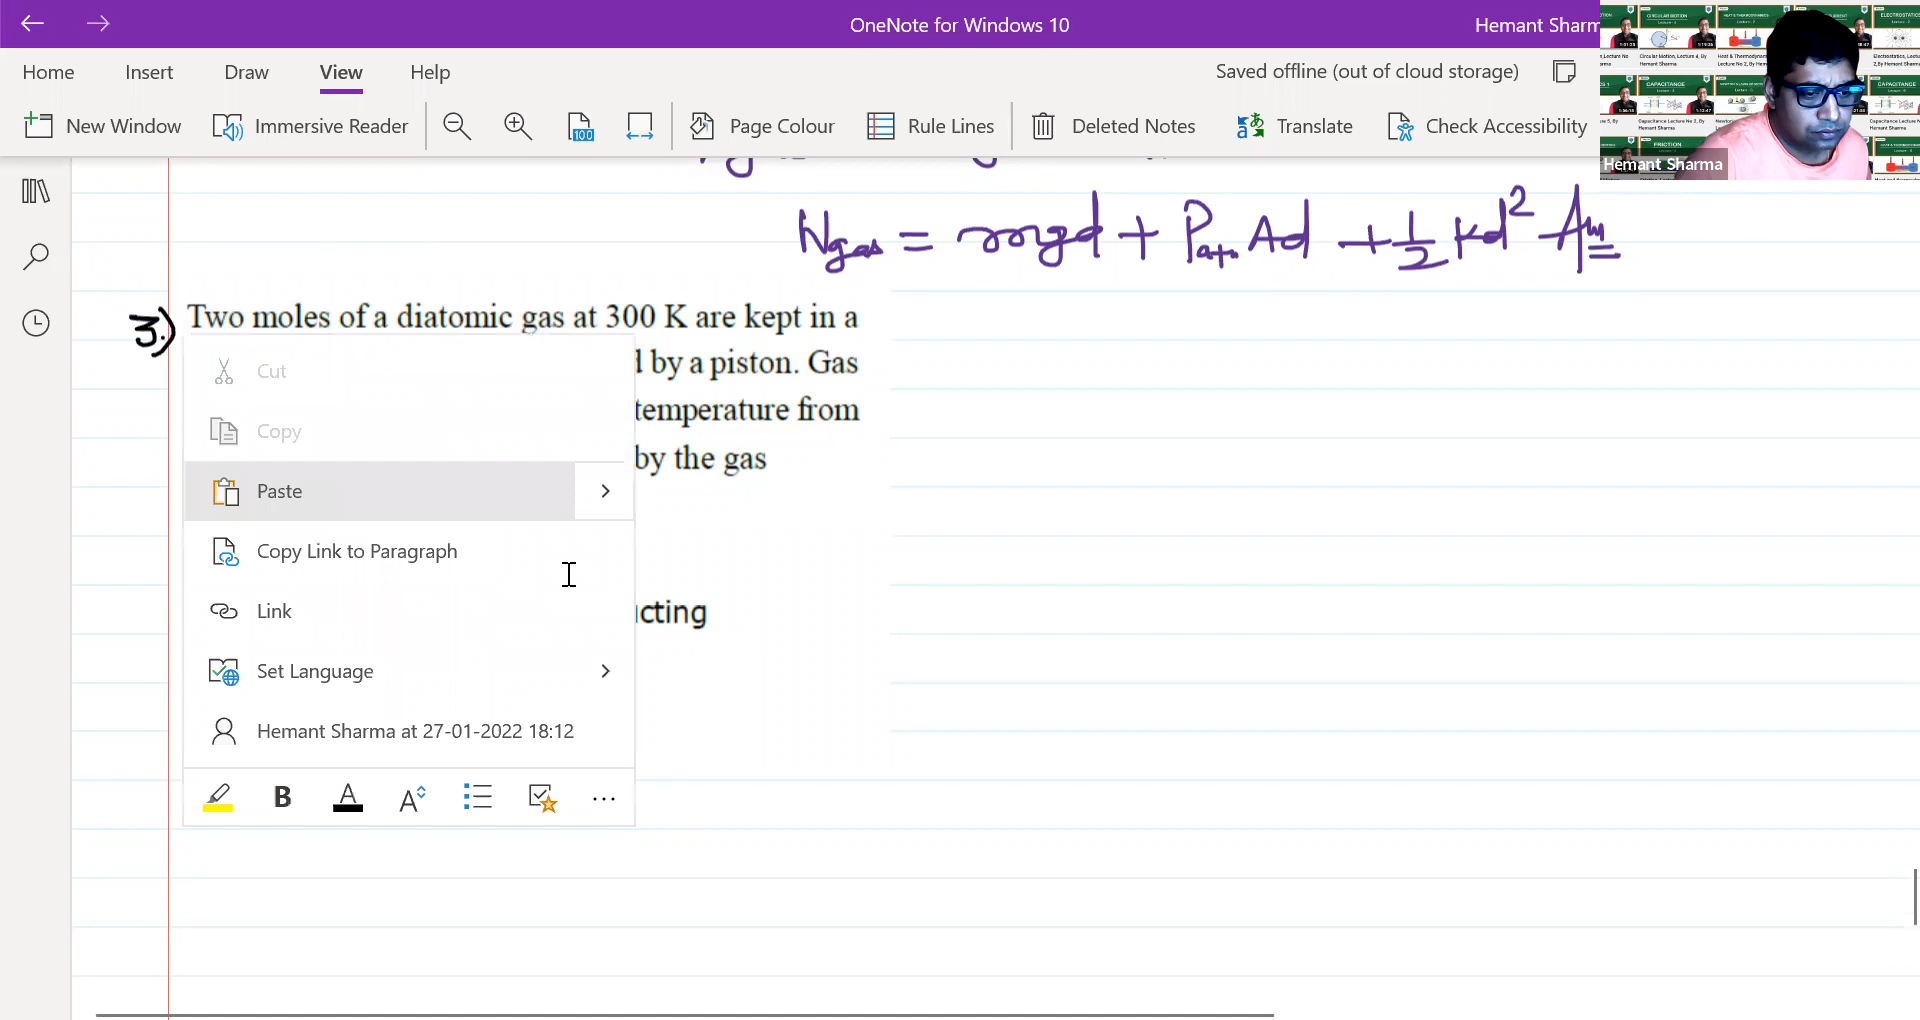 OneNote for Windows 10
Hemant Sharm
Home Insert Draw View Help
Saved offline (out of cloud storage)
New Window Immersive Reader 100 Page Colour Rule Lines Deleted Notes Translate Check Accessibility
Hemant Sharma
Wgas = mgd + Patm Ad + 1/2 Kd² Ans
3.) Two moles of a diatomic gas at 300 K are kept in a
by a piston. Gas
temperature from
by the gas
cting
Cut
Copy
Paste
Copy Link to Paragraph
Link
Set Language
Hemant Sharma at 27-01-2022 18:12
B A A ...